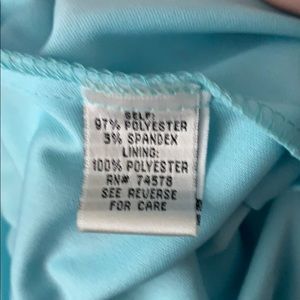 SELF:
97% POLYESTER
3% SPANDEX
LINING:
100% POLYESTER
RN# 74578
SEE REVERSE
FOR CARE